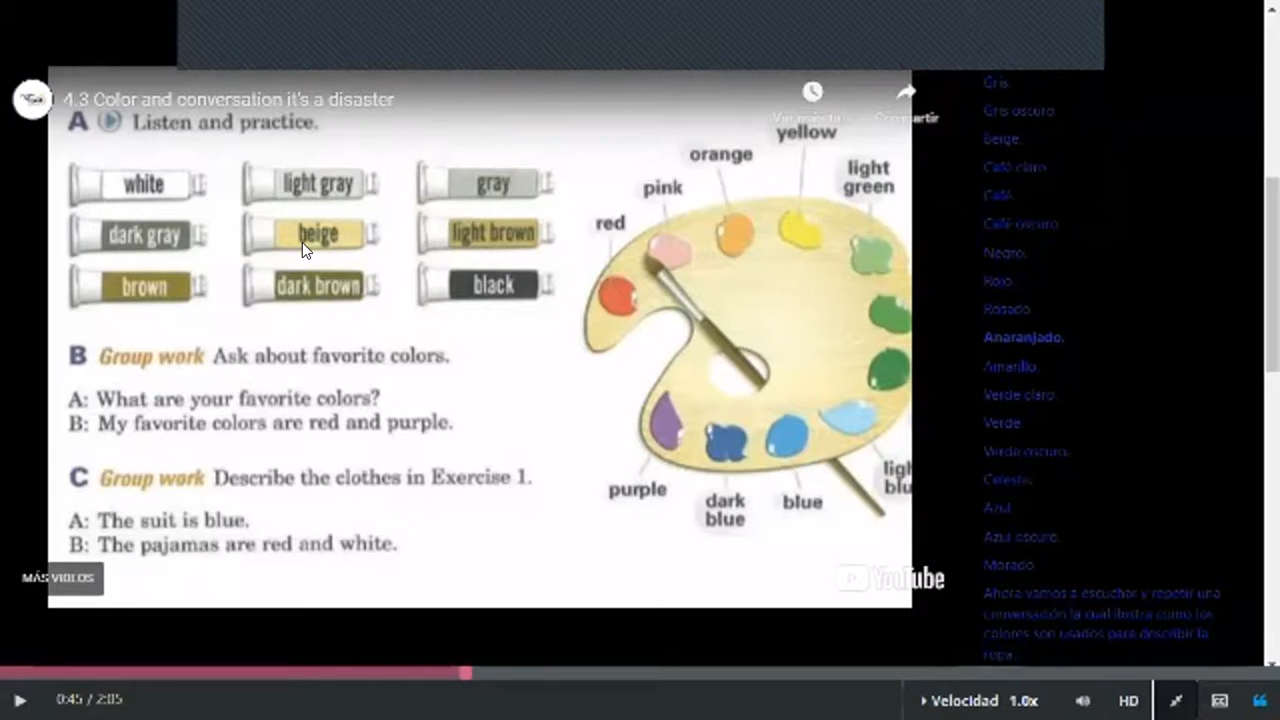 4.3 Color and conversation it's a disaster
A Listen and practice.
white
light gray
gray
dark gray
beige
light brown
brown
dark brown
black
red
pink
orange
yellow
light green
purple
dark blue
blue
B Group work Ask about favorite colors.
A: What are your favorite colors?
B: My favorite colors are red and purple.
C Group work Describe the clothes in Exercise 1.
A: The suit is blue.
B: The pajamas are red and white.
MÁS VIDEOS
YouTube
Gris.
Gris oscuro
Beige.
Café claro
Café.
Café oscuro
Negro.
Rojo.
Rosado.
Anaranjado.
Amarillo.
Verde claro.
Verde
Verde oscuro.
Celeste.
Azul
Azul oscuro.
Morado
Ahora vamos a escuchar y repetir una
conversación la cual ilustra como los
colores son usados para describir la
ropa.
0:45 / 2:05
Velocidad 1.0x
HD